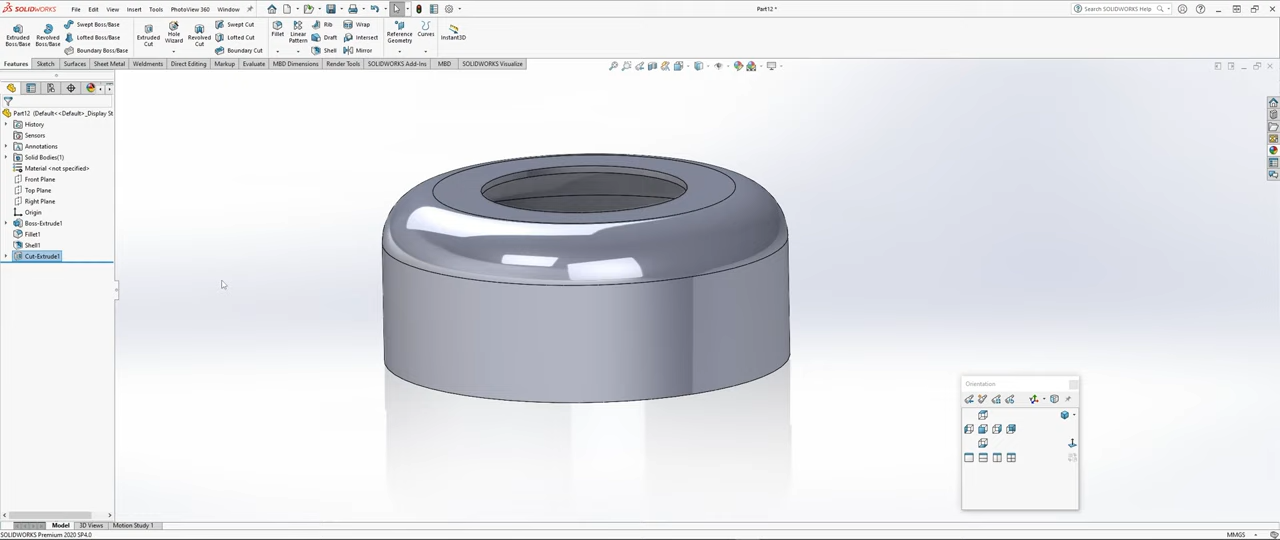 SOLIDWORKS File Edit View Insert Tools PhotoView 360 Window Part12 * Search SOLIDWORKS Help
Extruded Boss/Base Revolved Boss/Base Swept Boss/Base Lofted Boss/Base Boundary Boss/Base Extruded Cut Hole Wizard Revolved Cut Swept Cut Lofted Cut Boundary Cut Fillet Linear Pattern Rib Draft Shell Wrap Intersect Mirror Reference Geometry Curves Instant3D
Features Sketch Surfaces Sheet Metal Weldments Direct Editing Markup Evaluate MBD Dimensions Render Tools SOLIDWORKS Add-Ins MBD SOLIDWORKS Visualize
Part12 (Default<<Default>_Display St
History
Sensors
Annotations
Solid Bodies(1)
Material <not specified>
Front Plane
Top Plane
Right Plane
Origin
Boss-Extrude1
Fillet1
Shell1
Cut-Extrude1
Orientation
Model 3D Views Motion Study 1
SOLIDWORKS Premium 2020 SP4.0 MMGS